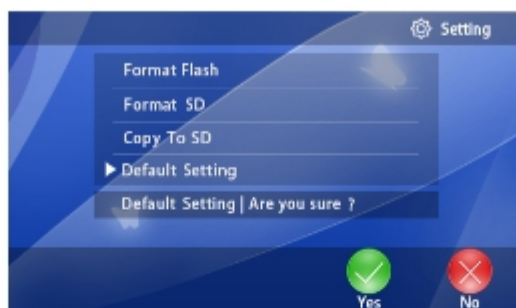 Setting
Format Flash
Format SD
Copy To SD
Default Setting
Default Setting | Are you sure ?
Yes
No